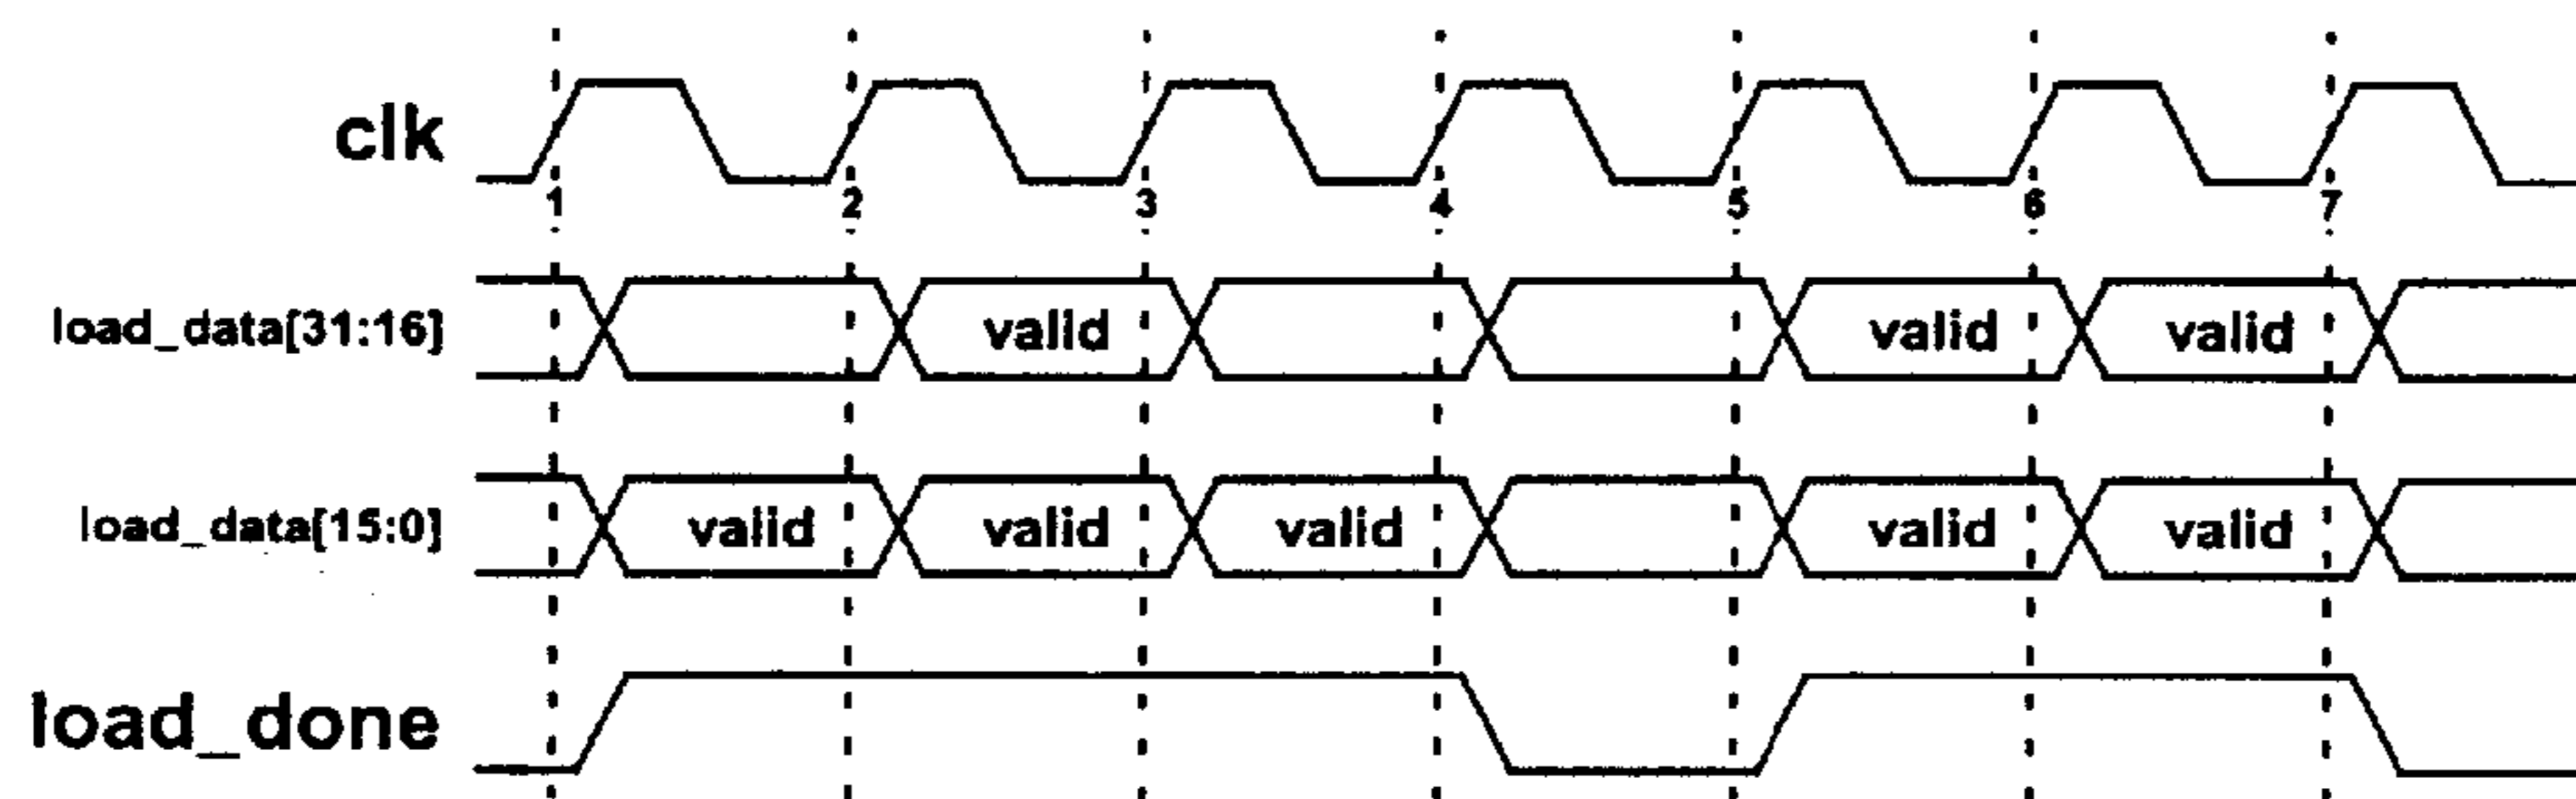 clk
1 2 3 4 5 6 7
load_data[31:16] valid valid valid
load_data[15:0] valid valid valid valid valid
load_done